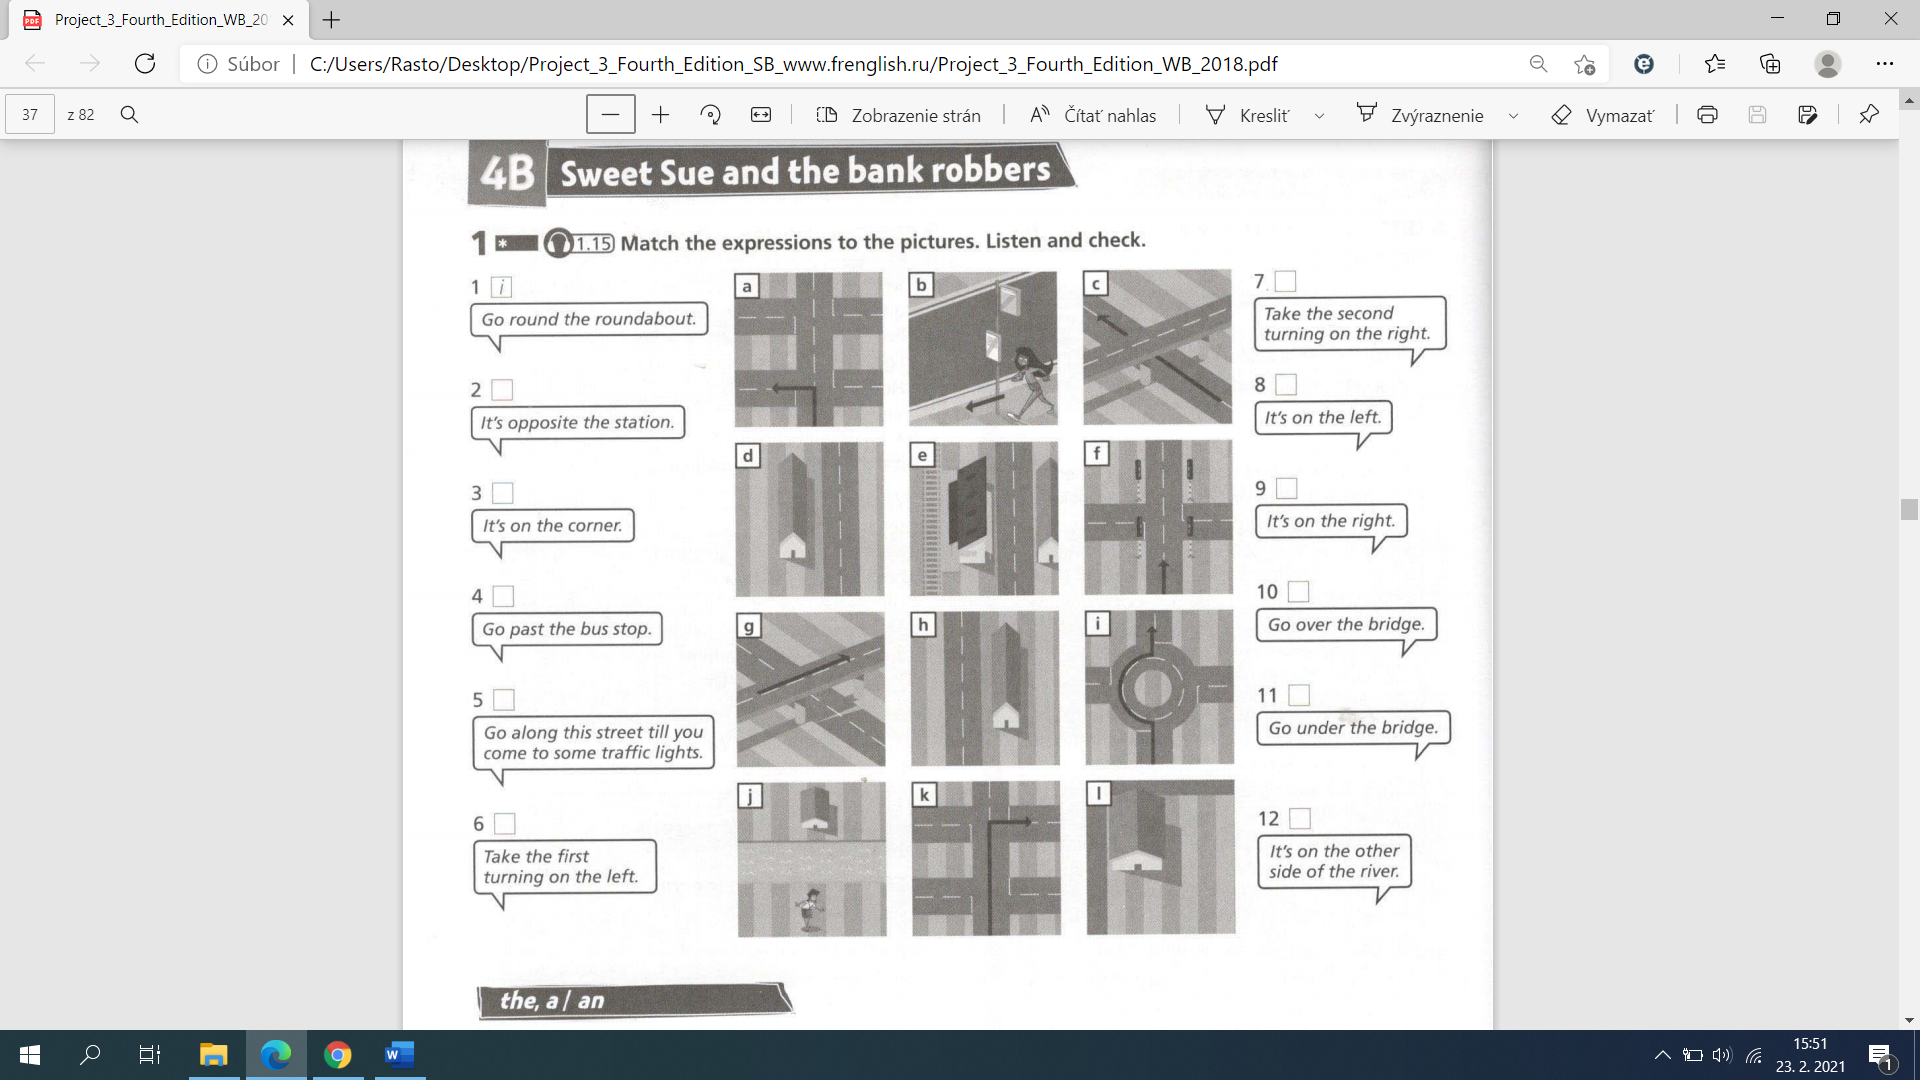 Project_3_Fourth_Edition_WB_20
Súbor
C:/Users/Rasto/Desktop/Project_3_Fourth_Edition_SB_www.frenglish.ru/Project_3_Fourth_Edition_WB_2018.pdf
37 z 82
Zobrazenie strán
Čítať nahlas
Kresliť
Zvýraznenie
Vymazať
4B Sweet Sue and the bank robbers
1 * 1.15 Match the expressions to the pictures. Listen and check.
1 i
Go round the roundabout.
2
It's opposite the station.
3
It's on the corner.
4
Go past the bus stop.
5
Go along this street till you
come to some traffic lights.
6
Take the first
turning on the left.
a
b
c
d
e
f
g
h
i
j
k
l
7
Take the second
turning on the right.
8
It's on the left.
9
It's on the right.
10
Go over the bridge.
11
Go under the bridge.
12
It's on the other
side of the river.
the, a / an
15:51
23. 2. 2021
1